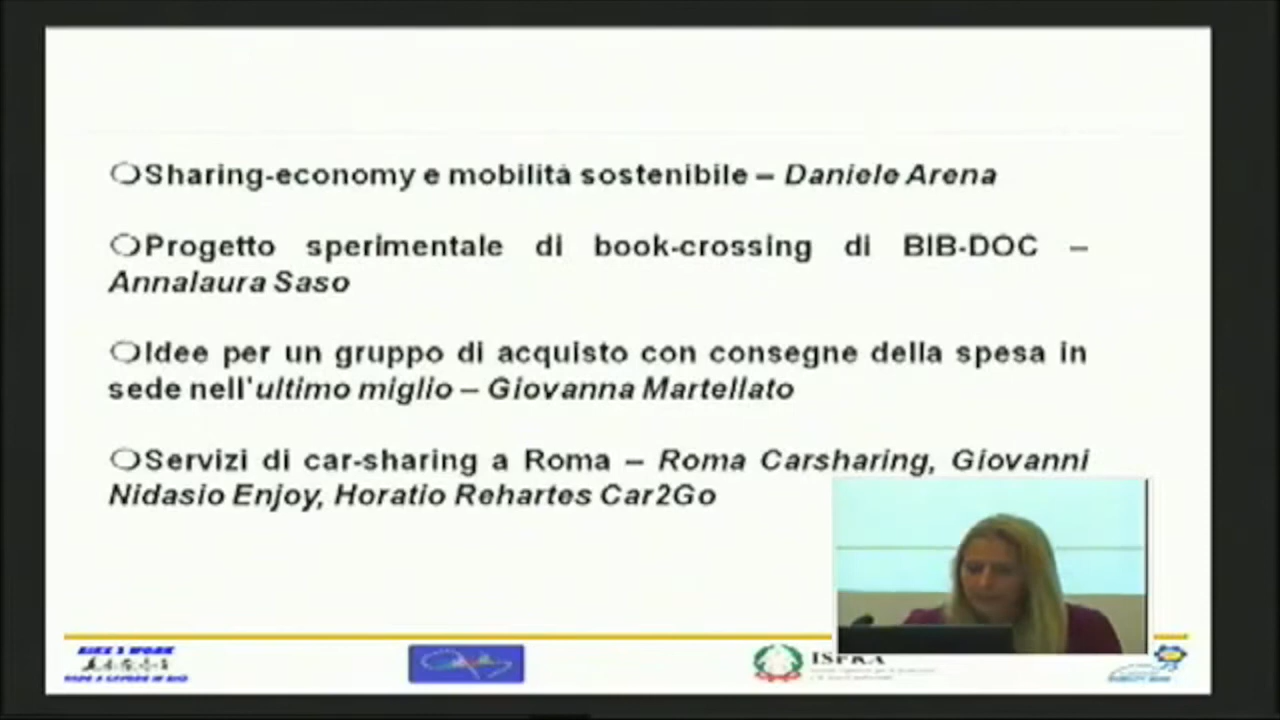 Sharing-economy e mobilità sostenibile – Daniele Arena
Progetto sperimentale di book-crossing di BIB-DOC –
Annalaura Saso
Idee per un gruppo di acquisto con consegne della spesa in
sede nell'ultimo miglio – Giovanna Martellato
Servizi di car-sharing a Roma – Roma Carsharing, Giovanni
Nidasio Enjoy, Horatio Rehartes Car2Go
BIKE 2 WORK
ISPRA